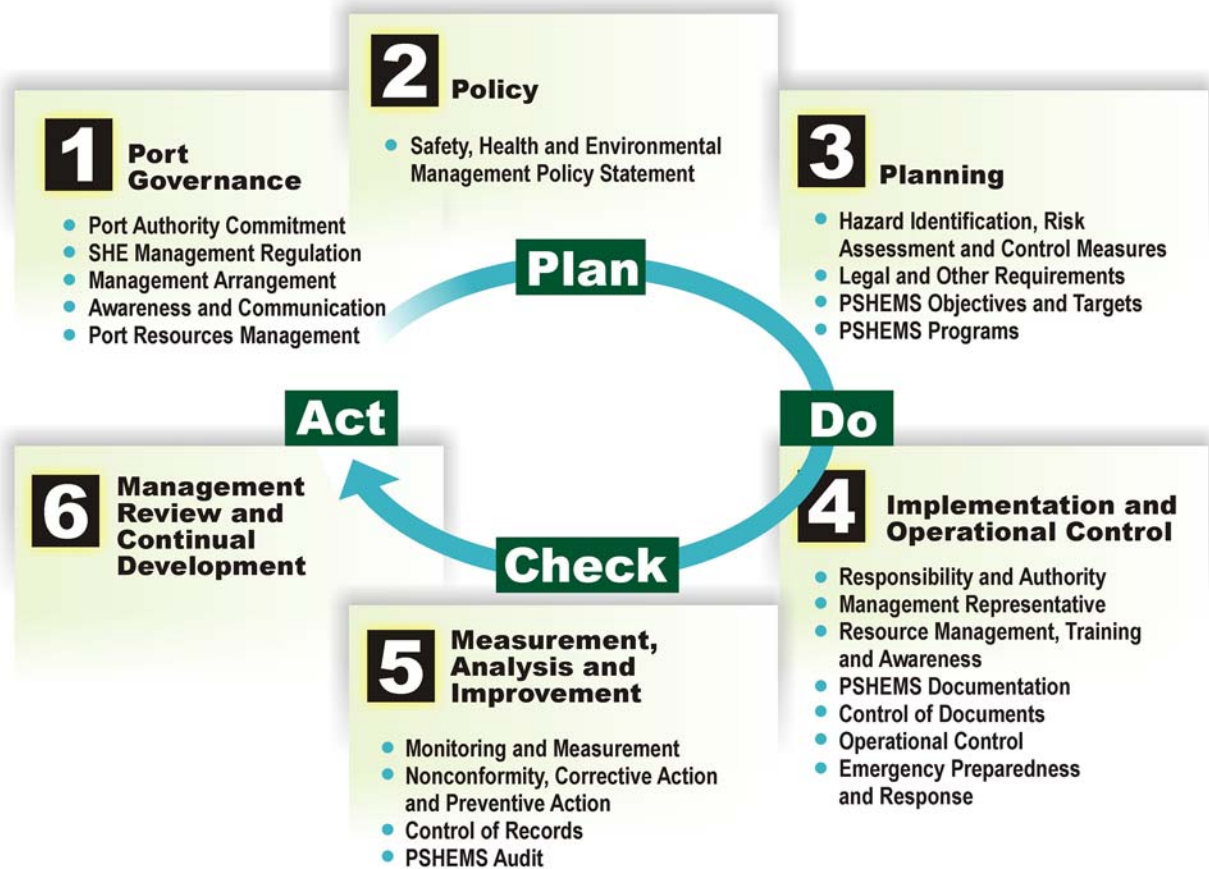 1 Port
Governance
Port Authority Commitment
SHE Management Regulation
Management Arrangement
Awareness and Communication
Port Resources Management
2 Policy
Safety, Health and Environmental
Management Policy Statement
3 Planning
Hazard Identification, Risk
Assessment and Control Measures
Legal and Other Requirements
PSHEMS Objectives and Targets
PSHEMS Programs
Plan
Do
Check
Act
4 Implementation and
Operational Control
Responsibility and Authority
Management Representative
Resource Management, Training
and Awareness
PSHEMS Documentation
Control of Documents
Operational Control
Emergency Preparedness
and Response
5 Measurement,
Analysis and
Improvement
Monitoring and Measurement
Nonconformity, Corrective Action
and Preventive Action
Control of Records
PSHEMS Audit
6 Management
Review and
Continual
Development